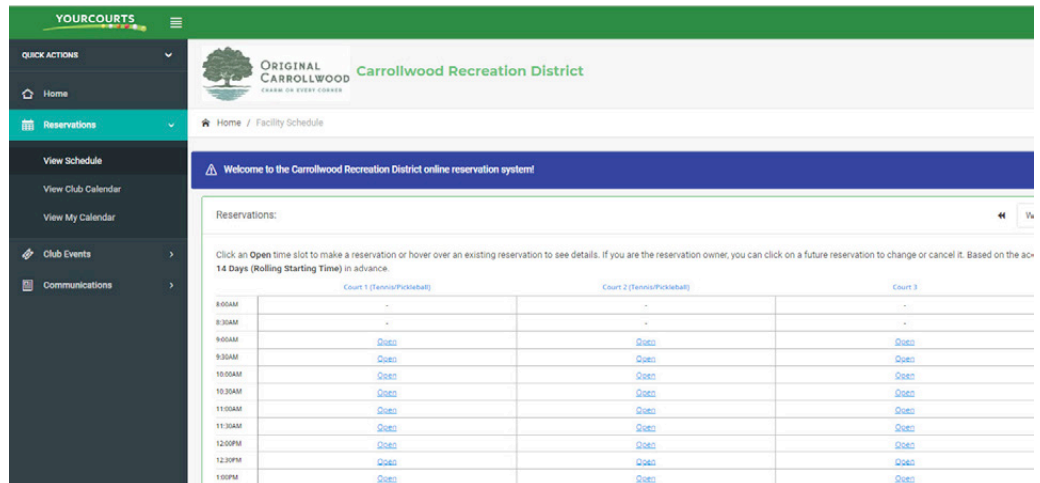 YOURCOURTS
QUICK ACTIONS
Home
Reservations
View Schedule
View Club Calendar
View My Calendar
Club Events
Communications
ORIGINAL
CARROLLWOOD
CHARM ON EVERY CORNER
Carrollwood Recreation District
Home / Facility Schedule
Welcome to the Carrollwood Recreation District online reservation system!
Reservations:
Click an Open time slot to make a reservation or hover over an existing reservation to see details. If you are the reservation owner, you can click on a future reservation to change or cancel it. Based on the
14 Days (Rolling Starting Time) in advance.
Court 1 (Tennis/Pickleball) Court 2 (Tennis/Pickleball) Court 3
8:00AM - - -
8:30AM - - -
9:00AM Open Open Open
9:30AM Open Open Open
10:00AM Open Open Open
10:30AM Open Open Open
11:00AM Open Open Open
11:30AM Open Open Open
12:00PM Open Open Open
12:30PM Open Open Open
1:00PM Open Open Open